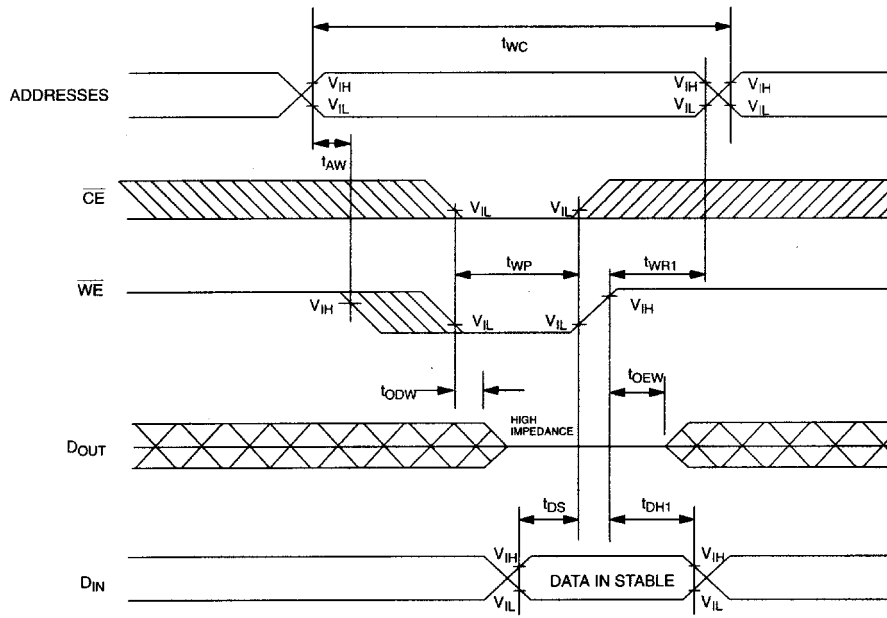 tWC
ADDRESSES
VIH VIH VIH
VIL VIL VIL
tAW
CE
VIL VIL
tWP tWR1
WE
VIH VIH
VIL VIL
tODW tOEW
HIGH
IMPEDANCE
DOUT
tDS tDH1
VIH VIH
DIN DATA IN STABLE
VIL VIL